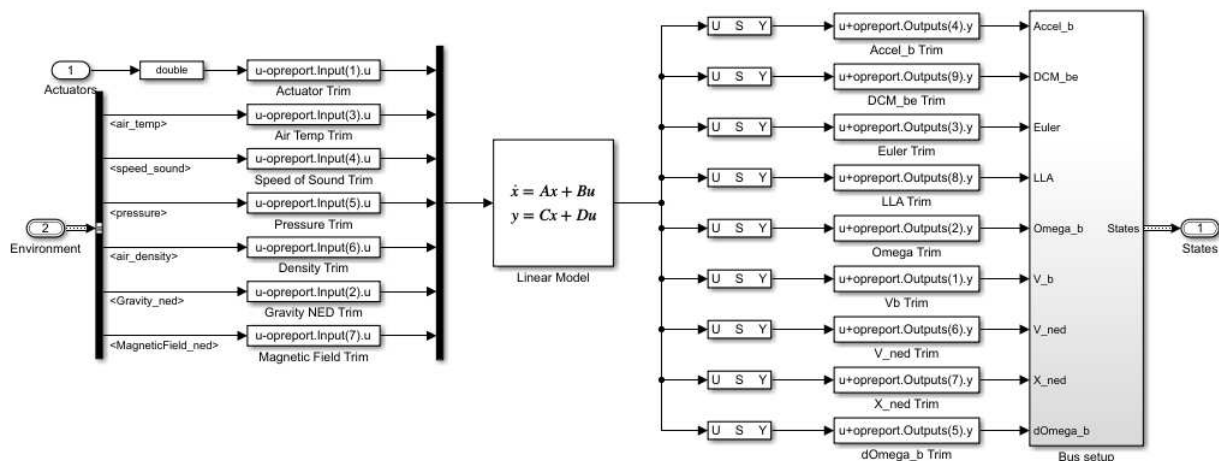 1
Actuators
double
u-opreport.Input(1).u
Actuator Trim
<air_temp>
u-opreport.Input(3).u
Air Temp Trim
<speed_sound>
u-opreport.Input(4).u
Speed of Sound Trim
2
Environment
<pressure>
u-opreport.Input(5).u
Pressure Trim
<air_density>
u-opreport.Input(6).u
Density Trim
<Gravity_ned>
u-opreport.Input(2).u
Gravity NED Trim
<MagneticField_ned>
u-opreport.Input(7).u
Magnetic Field Trim
ẋ = Ax + Bu
y = Cx + Du
Linear Model
U S Y
u+opreport.Outputs(4).y
Accel_b Trim
U S Y
u+opreport.Outputs(9).y
DCM_be Trim
U S Y
u+opreport.Outputs(3).y
Euler Trim
U S Y
u+opreport.Outputs(8).y
LLA Trim
U S Y
u+opreport.Outputs(2).y
Omega Trim
U S Y
u+opreport.Outputs(1).y
Vb Trim
U S Y
u+opreport.Outputs(6).y
V_ned Trim
U S Y
u+opreport.Outputs(7).y
X_ned Trim
U S Y
u+opreport.Outputs(5).y
dOmega_b Trim
Accel_b
DCM_be
Euler
LLA
Omega_b
V_b
V_ned
X_ned
dOmega_b
States
Bus setup
1
States